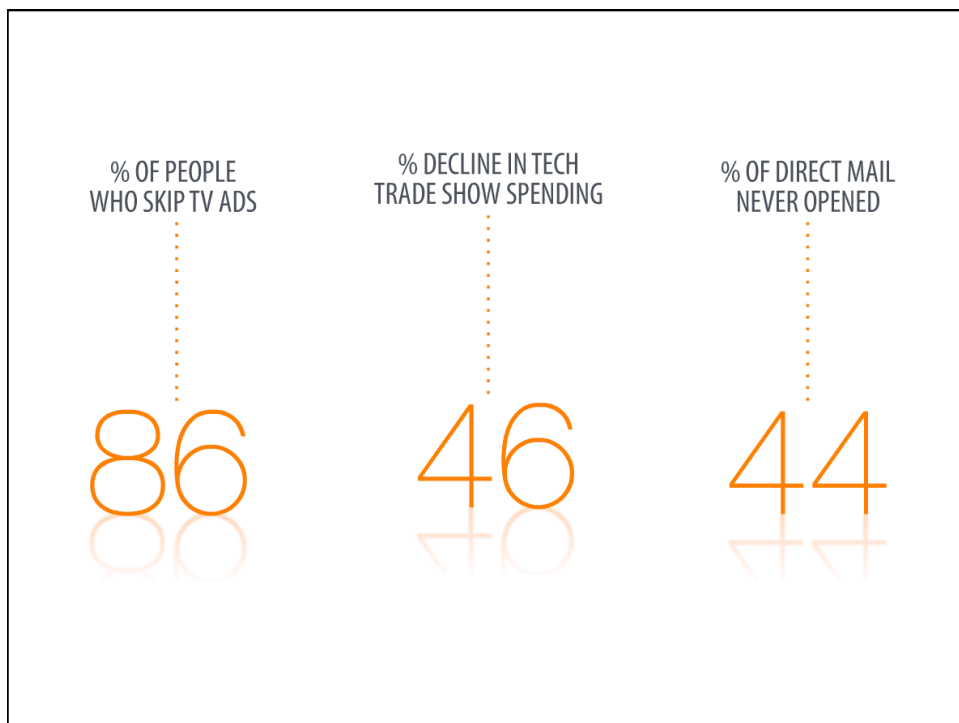 % OF PEOPLE
WHO SKIP TV ADS
86
% DECLINE IN TECH
TRADE SHOW SPENDING
46
% OF DIRECT MAIL
NEVER OPENED
44